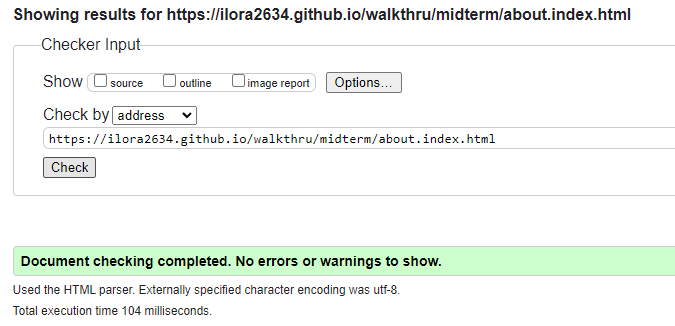 Showing results for https://ilora2634.github.io/walkthru/midterm/about.index.html
Checker Input
Show source outline image report Options...
Check by address
https://ilora2634.github.io/walkthru/midterm/about.index.html
Check
Document checking completed. No errors or warnings to show.
Used the HTML parser. Externally specified character encoding was utf-8.
Total execution time 104 milliseconds.